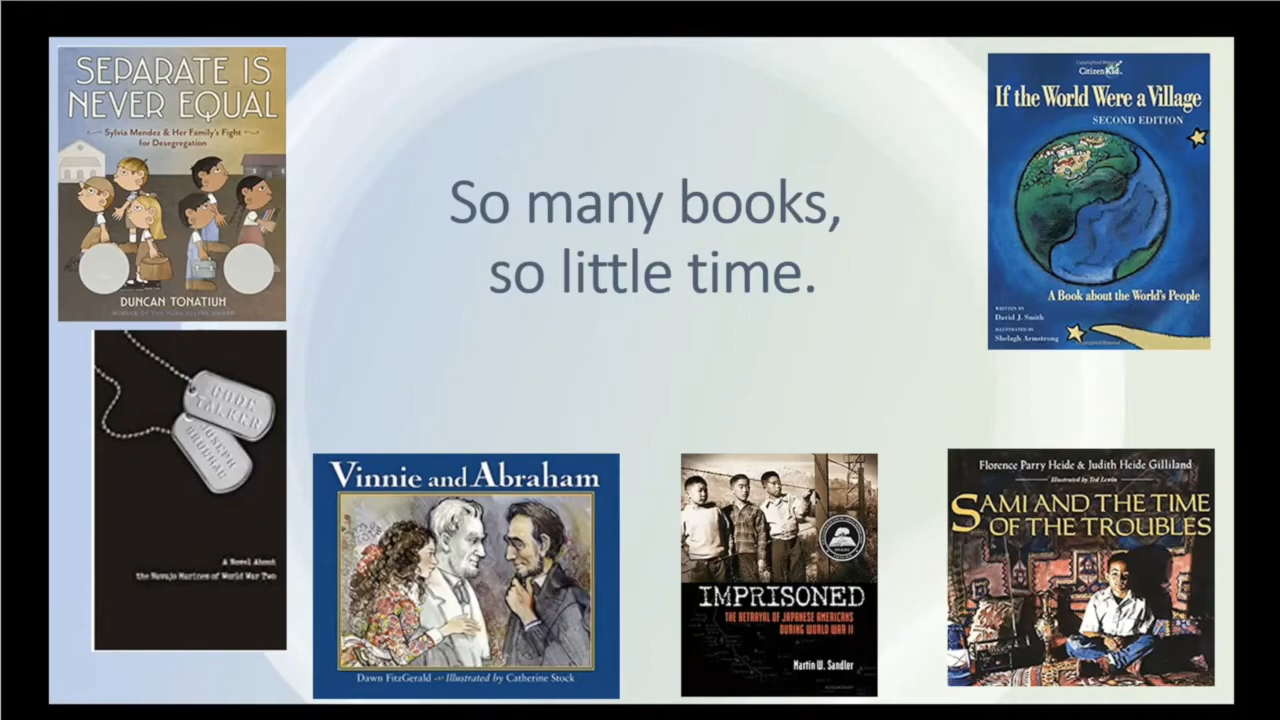 SEPARATE IS
NEVER EQUAL
Sylvia Mendez & Her Family's Fight
for Desegregation
DUNCAN TONATIUH
So many books,
so little time.
CitizenKid
If the World Were a Village
SECOND EDITION
A Book about the World's People
WRITTEN BY
David J. Smith
ILLUSTRATED BY
Shelagh Armstrong
CODE
TALKER
JOSEPH
BRUCHAC
A Novel About
the Navajo Marines of World War Two
Vinnie and Abraham
Dawn FitzGerald Illustrated by Catherine Stock
IMPRISONED
THE BETRAYAL OF JAPANESE AMERICANS
DURING WORLD WAR II
Martin W. Sandler
Florence Parry Heide & Judith Heide Gilliland
Illustrated by Ted Lewin
SAMI AND THE TIME
OF THE TROUBLES